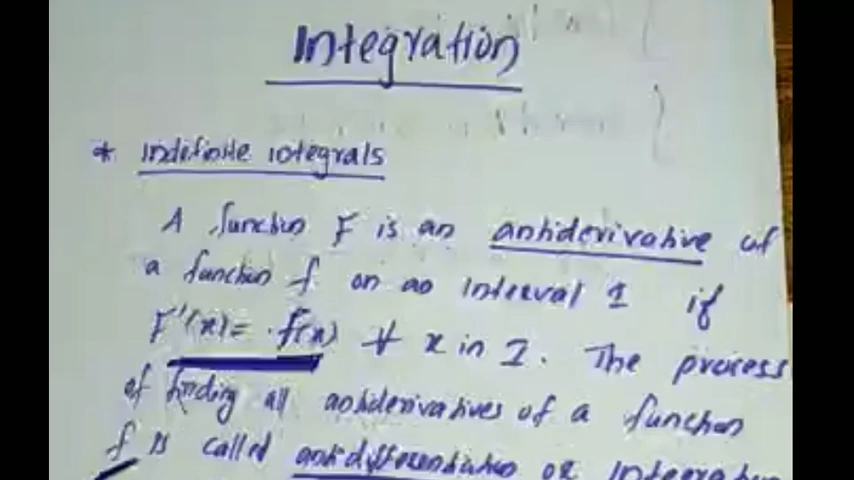 Integration
* indefinite integrals
A function F is an antiderivative of
a function f on an interval I if
F'(x) = f(x) ∀ x in I. The process
of finding all antiderivatives of a function
f is called antidifferentiation or integration